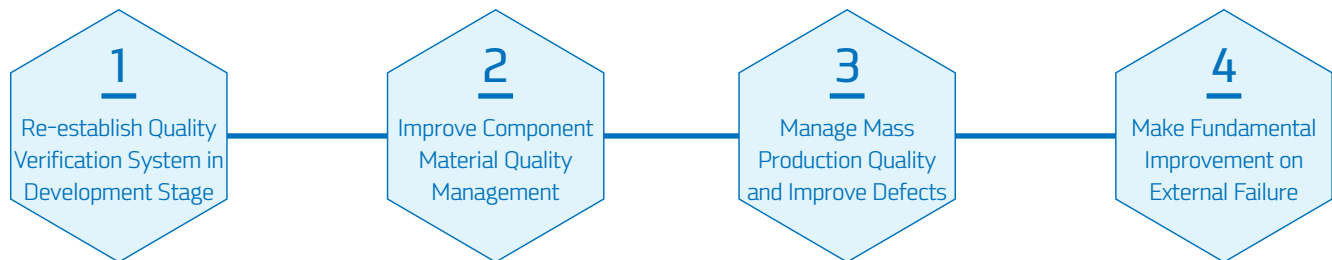 1
Re-establish Quality
Verification System in
Development Stage
2
Improve Component
Material Quality
Management
3
Manage Mass
Production Quality
and Improve Defects
4
Make Fundamental
Improvement on
External Failure